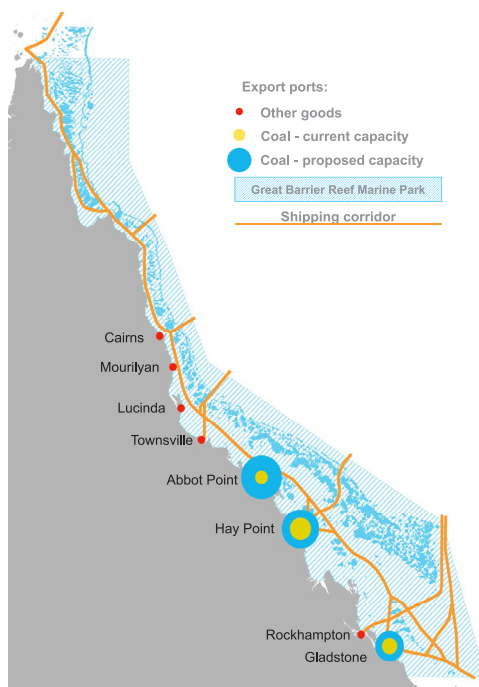 Export ports:
Other goods
Coal - current capacity
Coal - proposed capacity
Great Barrier Reef Marine Park
Shipping corridor
Cairns
Mourilyan
Lucinda
Townsville
Abbot Point
Hay Point
Rockhampton
Gladstone